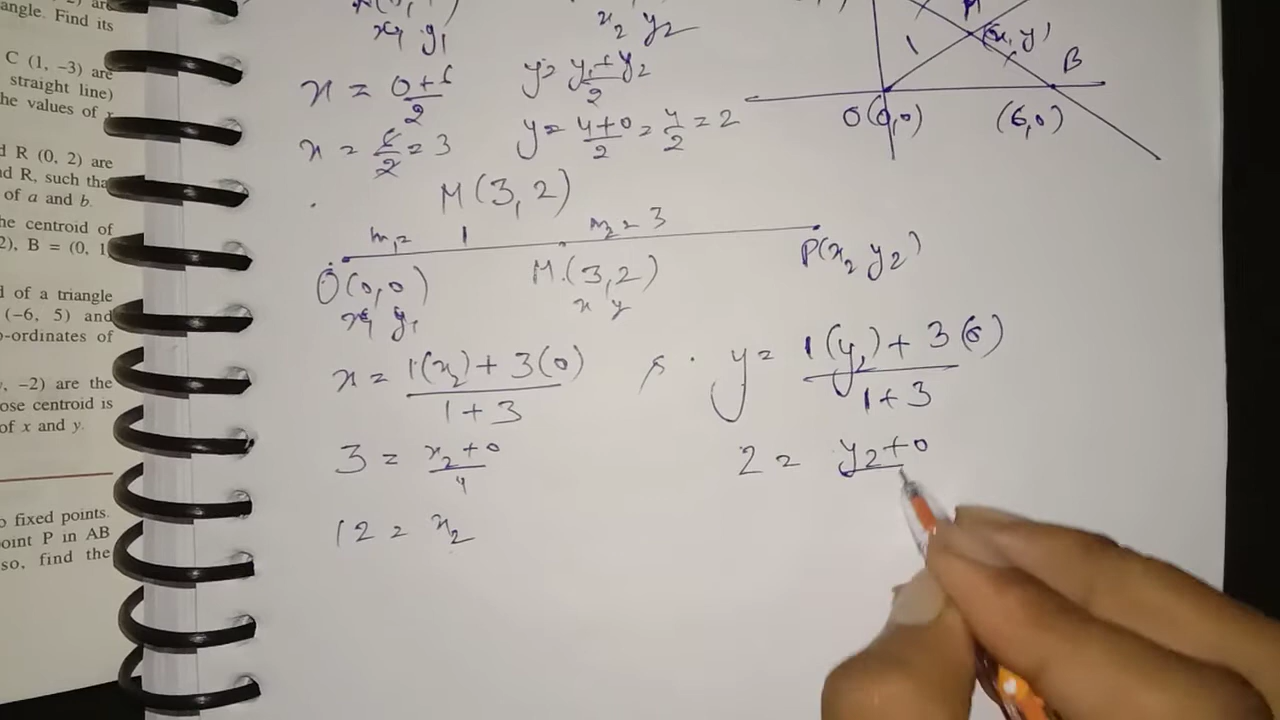 angle. Find its
C (1, −3) are
straight line)
he values of x
d R (0, 2) are
nd R, such tha
of a and b.
he centroid of
2), B = (0, 1
d of a triangle
(−6, 5) and
o-ordinates of
, −2) are the
ose centroid is
of x and y.
o fixed points.
oint P in AB
so, find the
x₁ y₁
x₂ y₂
x = 0+6/2
y = y₁+y₂/2
x = 6/2 = 3
y = 4+0/2 = 4/2 = 2
M(3,2)
M
(x,y)
1
B
O(0,0)
(6,0)
m₁= 1
m₂= 3
O(0,0)
M.(3,2)
P(x₂ y₂)
x₁ y₁
x y
x = 1(x₂) + 3(0)/1+3
y = 1(y₂) + 3(0)/1+3
3 = x₂+0/4
2 = y₂+0
12 = x₂